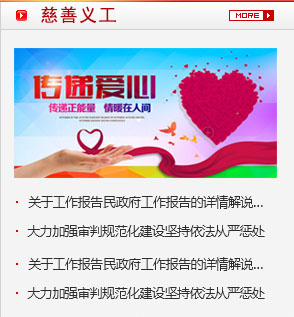 慈善义工
MORE
传递爱心
传递正能量 情暖在人间
关于工作报告民政府工作报告的详情解说...
大力加强审判规范化建设坚持依法从严惩处
关于工作报告民政府工作报告的详情解说...
大力加强审判规范化建设坚持依法从严惩处